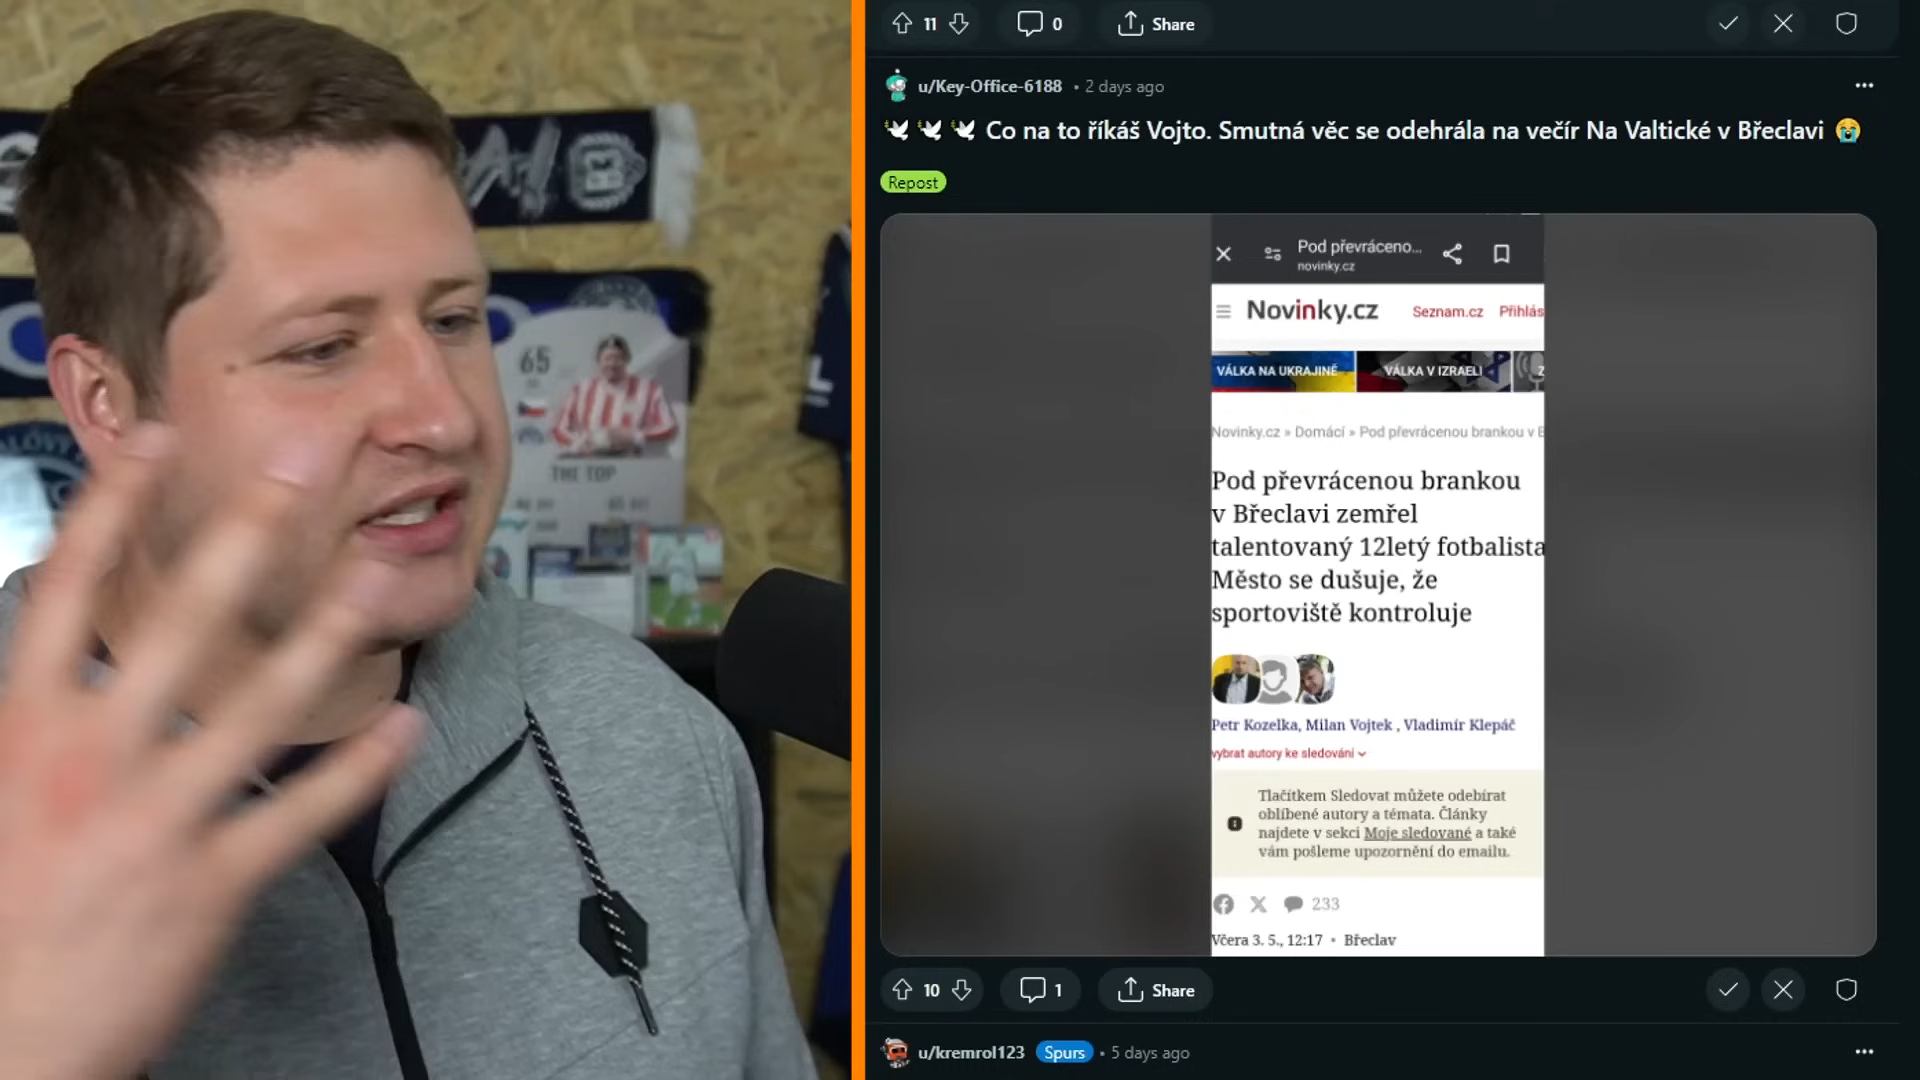 11
0
Share
u/Key-Office-6188 • 2 days ago
Co na to říkáš Vojto. Smutná věc se odehrála na večír Na Valtické v Břeclavi
Repost
Pod převráceno...
novinky.cz
Novinky.cz
Seznam.cz
Přihlás
VÁLKA NA UKRAJINĚ
VÁLKA V IZRAELI
Z
Novinky.cz » Domácí » Pod převrácenou brankou v B
Pod převrácenou brankou
v Břeclavi zemřel
talentovaný 12letý fotbalista
Město se dušuje, že
sportoviště kontroluje
Petr Kozelka, Milan Vojtek , Vladimír Klepáč
vybrat autory ke sledování
Tlačítkem Sledovat můžete odebírat
oblíbené autory a témata. Články
najdete v sekci Moje sledované a také
vám pošleme upozornění do emailu.
233
Včera 3. 5., 12:17 • Břeclav
10
1
Share
u/kremrol123 Spurs • 5 days ago
65
THE TOP